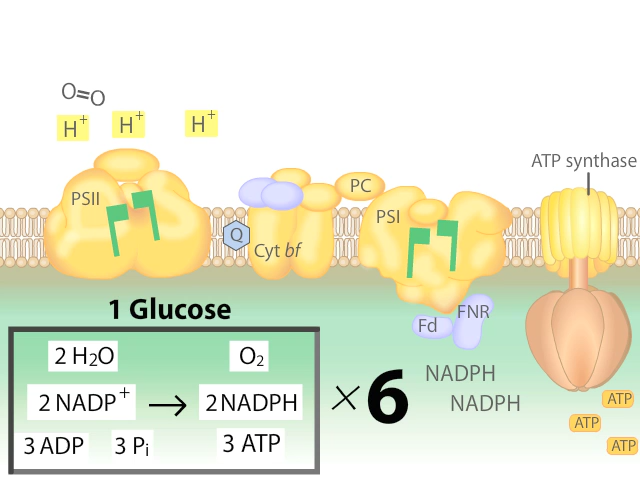 O=O
H+
H+
H+
ATP synthase
PSII
PC
PSI
Q
Cyt bf
1 Glucose
FNR
Fd
2 H₂O
O₂
NADPH
2 NADP+ → 2 NADPH
× 6
NADPH
3 ADP 3 Pi
3 ATP
ATP
ATP
ATP